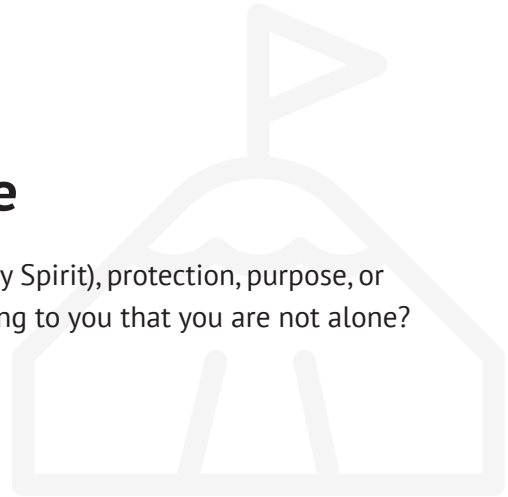 e
y Spirit), protection, purpose, or
ng to you that you are not alone?